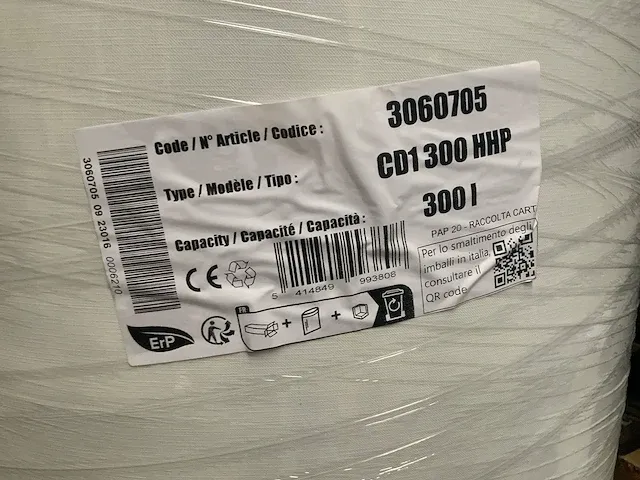 3060705 09 23016 0006210
Code / N° Article / Codice : 3060705
Type / Modèle / Tipo : CD1 300 HHP
Capacity / Capacité / Capacità : 300 l
PAP 20 - RACCOLTA CART
Per lo smaltimento degli
imballi in italia,
consultare il
QR code
CE
5 414849 993806
FR
+ +
ErP